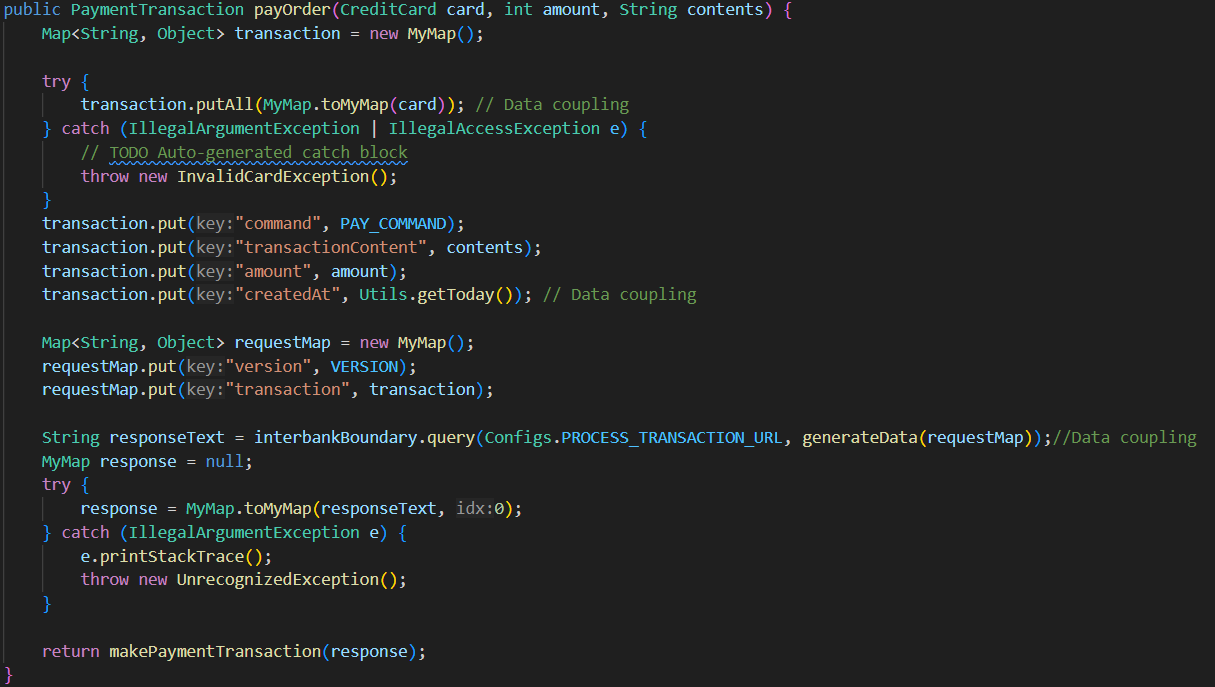 public PaymentTransaction payOrder(CreditCard card, int amount, String contents) {
    Map<String, Object> transaction = new MyMap();

    try {
        transaction.putAll(MyMap.toMyMap(card)); // Data coupling
    } catch (IllegalArgumentException | IllegalAccessException e) {
        // TODO Auto-generated catch block
        throw new InvalidCardException();
    }
    transaction.put(key:"command", PAY_COMMAND);
    transaction.put(key:"transactionContent", contents);
    transaction.put(key:"amount", amount);
    transaction.put(key:"createdAt", Utils.getToday()); // Data coupling

    Map<String, Object> requestMap = new MyMap();
    requestMap.put(key:"version", VERSION);
    requestMap.put(key:"transaction", transaction);

    String responseText = interbankBoundary.query(Configs.PROCESS_TRANSACTION_URL, generateData(requestMap));//Data coupling
    MyMap response = null;
    try {
        response = MyMap.toMyMap(responseText, idx:0);
    } catch (IllegalArgumentException e) {
        e.printStackTrace();
        throw new UnrecognizedException();
    }

    return makePaymentTransaction(response);
}